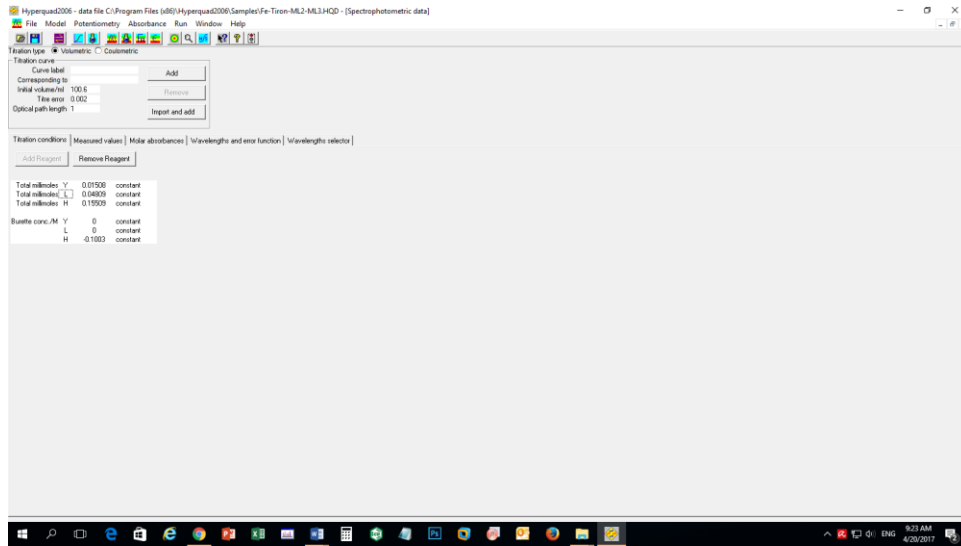 Hyperquad2006 - data file C:\Program Files (x86)\Hyperquad2006\Samples\Fe-Tiron-ML2-ML3.HQD - [Spectrophotometric data]
File Model Potentiometry Absorbance Run Window Help
Titration type Volumetric Coulometric
Titration curve
Curve label
Add
Corresponding to
Initial volume/ml 100.6
Remove
Titre error 0.002
Optical path length 1
Import and add
Titration conditions Measured values Molar absorbances Wavelengths and error function Wavelengths selector
Add Reagent Remove Reagent
Total millimoles Y 0.01508 constant
Total millimoles L 0.04809 constant
Total millimoles H 0.15509 constant
Burette conc./M Y 0 constant
L 0 constant
H -0.1003 constant
ENG 9:23 AM
4/20/2017